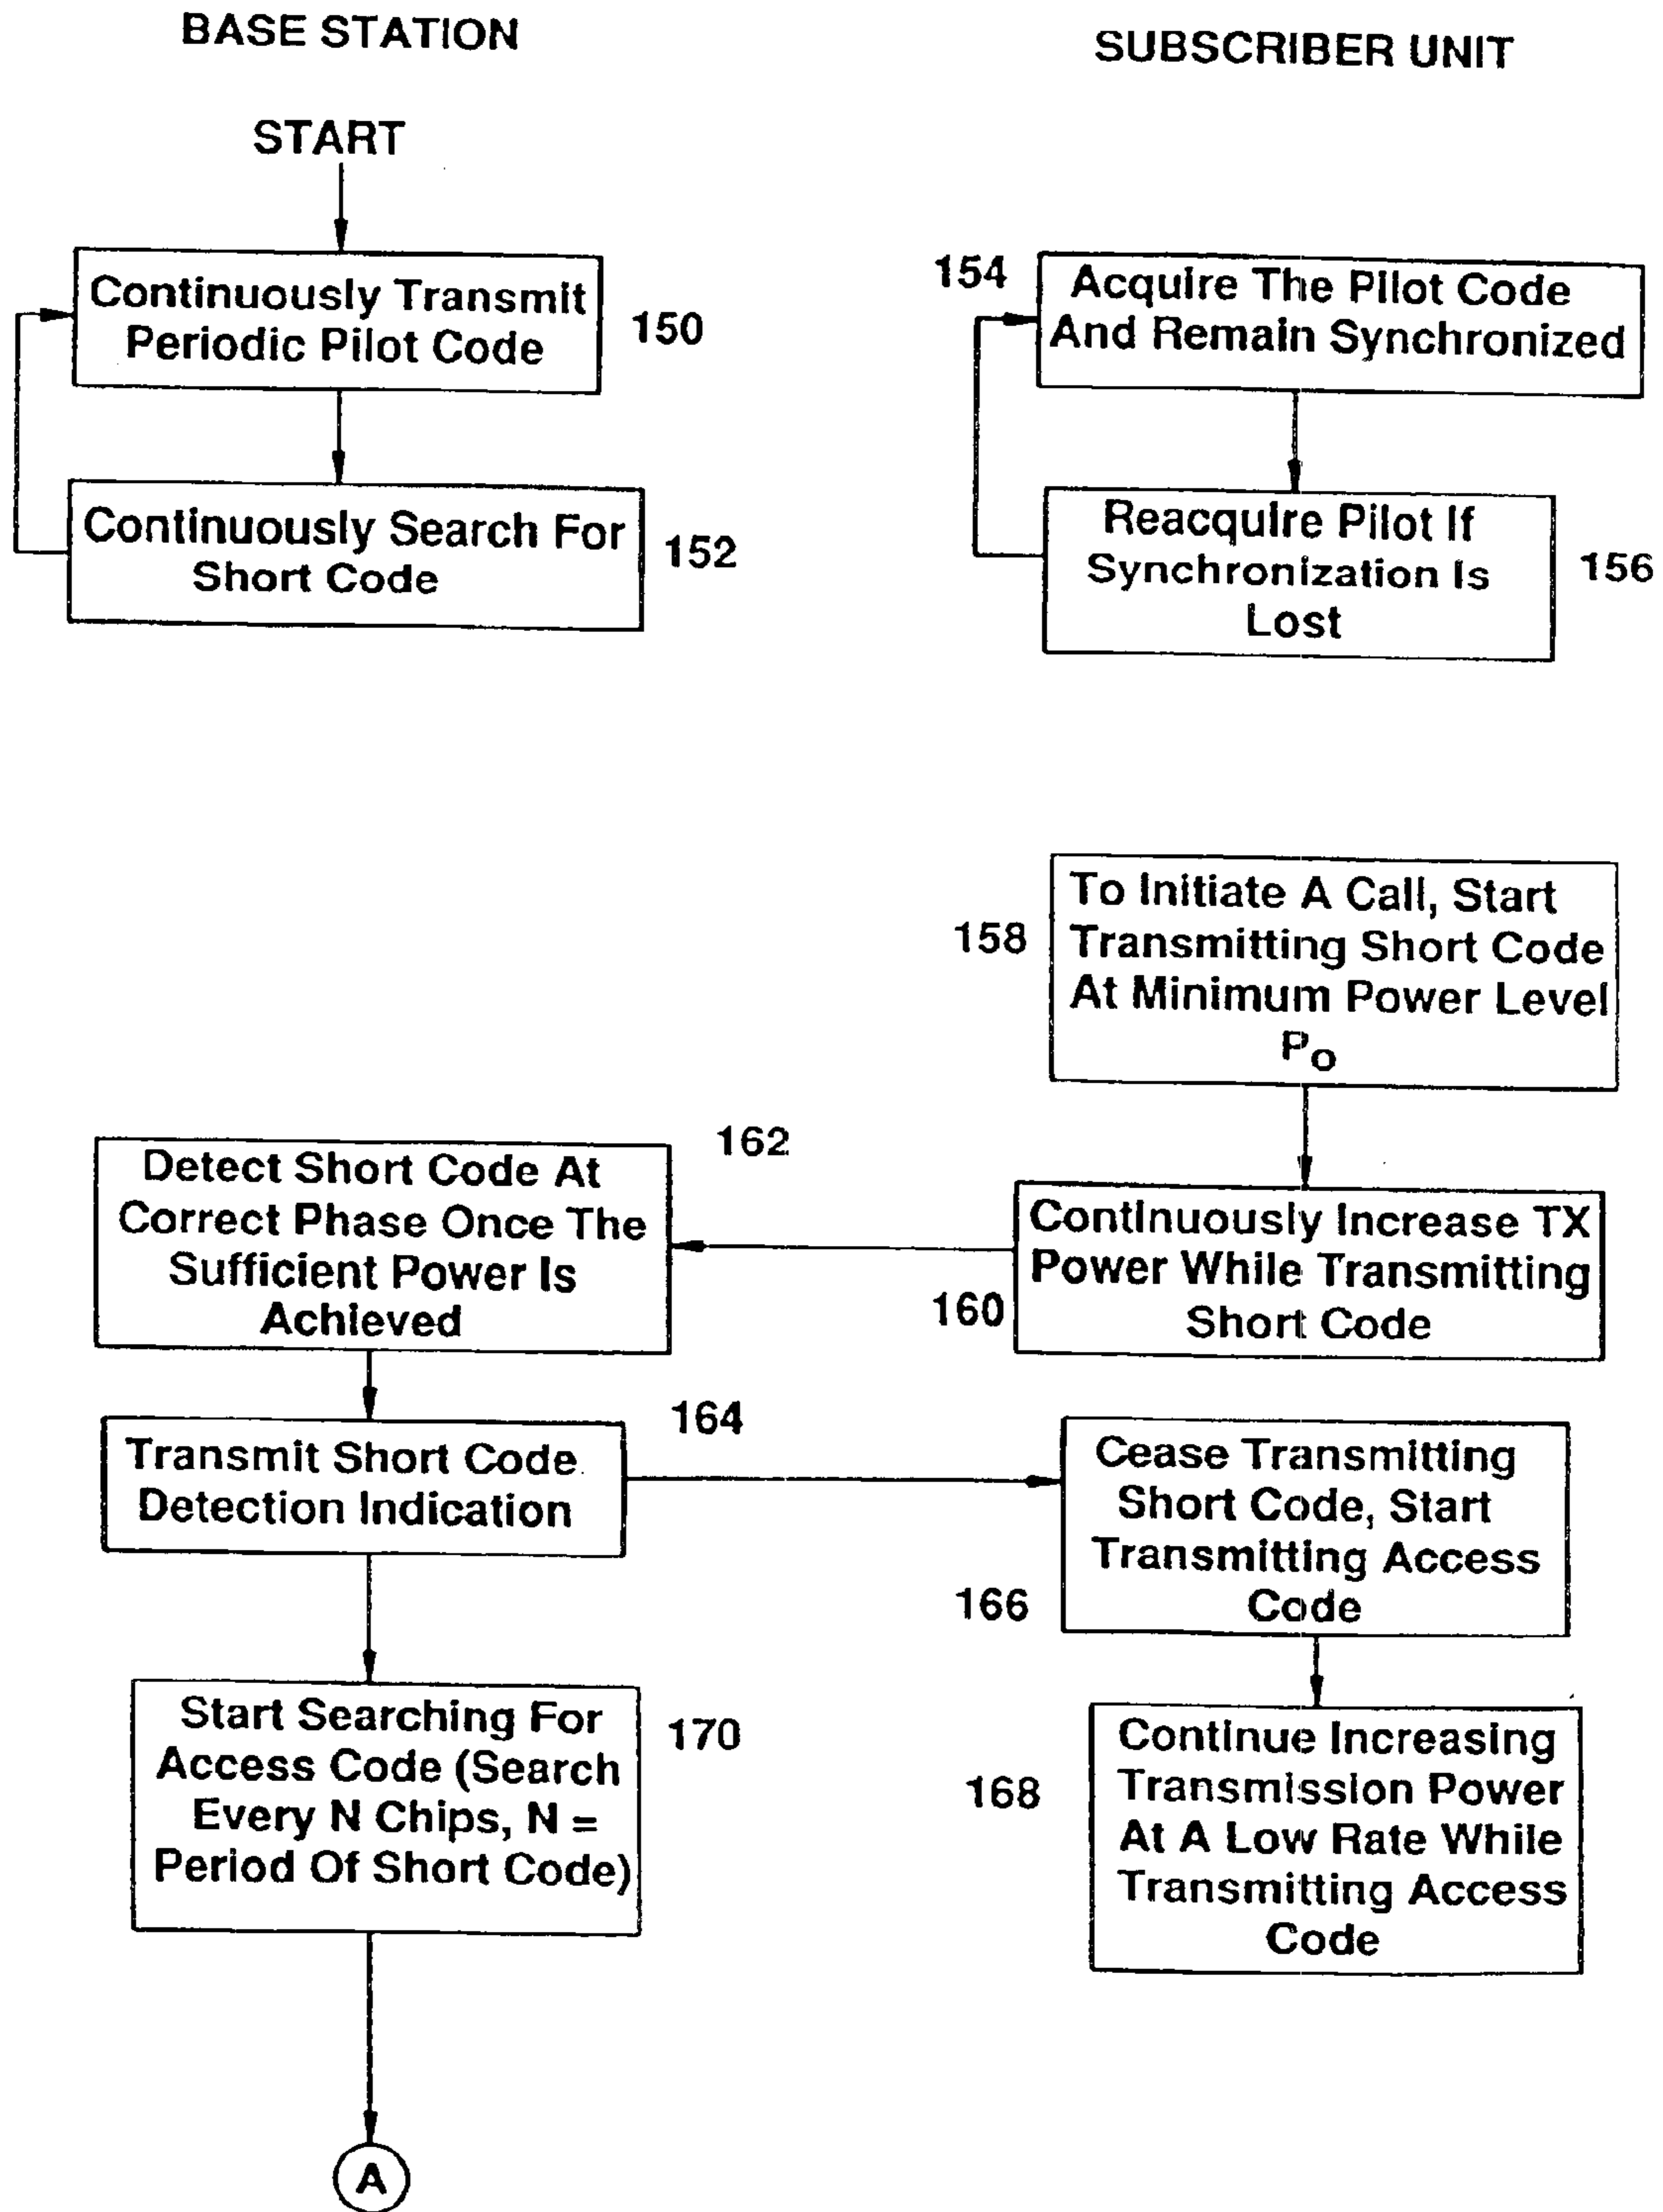 BASE STATION
SUBSCRIBER UNIT
START
Continuously Transmit
Periodic Pilot Code
150
Continuously Search For
Short Code
152
154
Acquire The Pilot Code
And Remain Synchronized
Reacquire Pilot If
Synchronization Is
Lost
156
158
To Initiate A Call, Start
Transmitting Short Code
At Minimum Power Level
Po
Continuously Increase TX
Power While Transmitting
Short Code
160
162
Detect Short Code At
Correct Phase Once The
Sufficient Power Is
Achieved
164
Transmit Short Code
Detection Indication
Cease Transmitting
Short Code, Start
Transmitting Access
Code
166
168
Continue Increasing
Transmission Power
At A Low Rate While
Transmitting Access
Code
Start Searching For
Access Code (Search
Every N Chips, N =
Period Of Short Code)
170
A